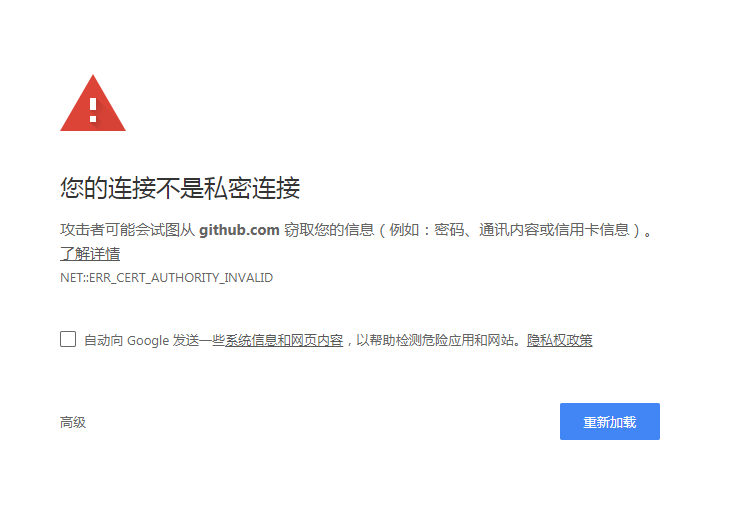 您的连接不是私密连接
攻击者可能会试图从 github.com 窃取您的信息（例如：密码、通讯内容或信用卡信息）。
了解详情
NET::ERR_CERT_AUTHORITY_INVALID
自动向 Google 发送一些系统信息和网页内容，以帮助检测危险应用和网站。隐私权政策
高级
重新加载